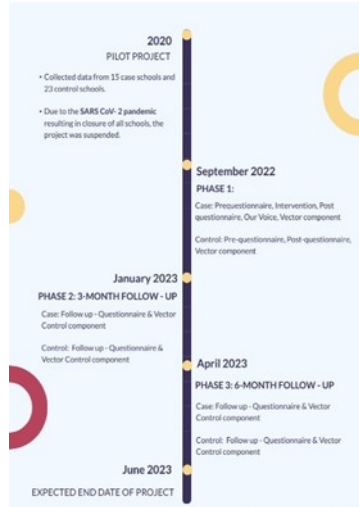 2020
PILOT PROJECT
• Collected data from 15 case schools and
23 control schools.
• Due to the SARS CoV- 2 pandemic
resulting in closure of all schools, the
project was suspended.
September 2022
PHASE 1:
Case: Prequestionnaire, Intervention, Post
questionnaire, Our Voice, Vector component
Control: Pre-questionnaire, Post-questionnaire,
Vector component
January 2023
PHASE 2: 3-MONTH FOLLOW - UP
Case: Follow up - Questionnaire & Vector
Control component
Control: Follow up - Questionnaire &
Vector Control component
April 2023
PHASE 3: 6-MONTH FOLLOW - UP
Case: Follow up - Questionnaire & Vector
Control component
Control: Follow up - Questionnaire & Vector
Control component
June 2023
EXPECTED END DATE OF PROJECT